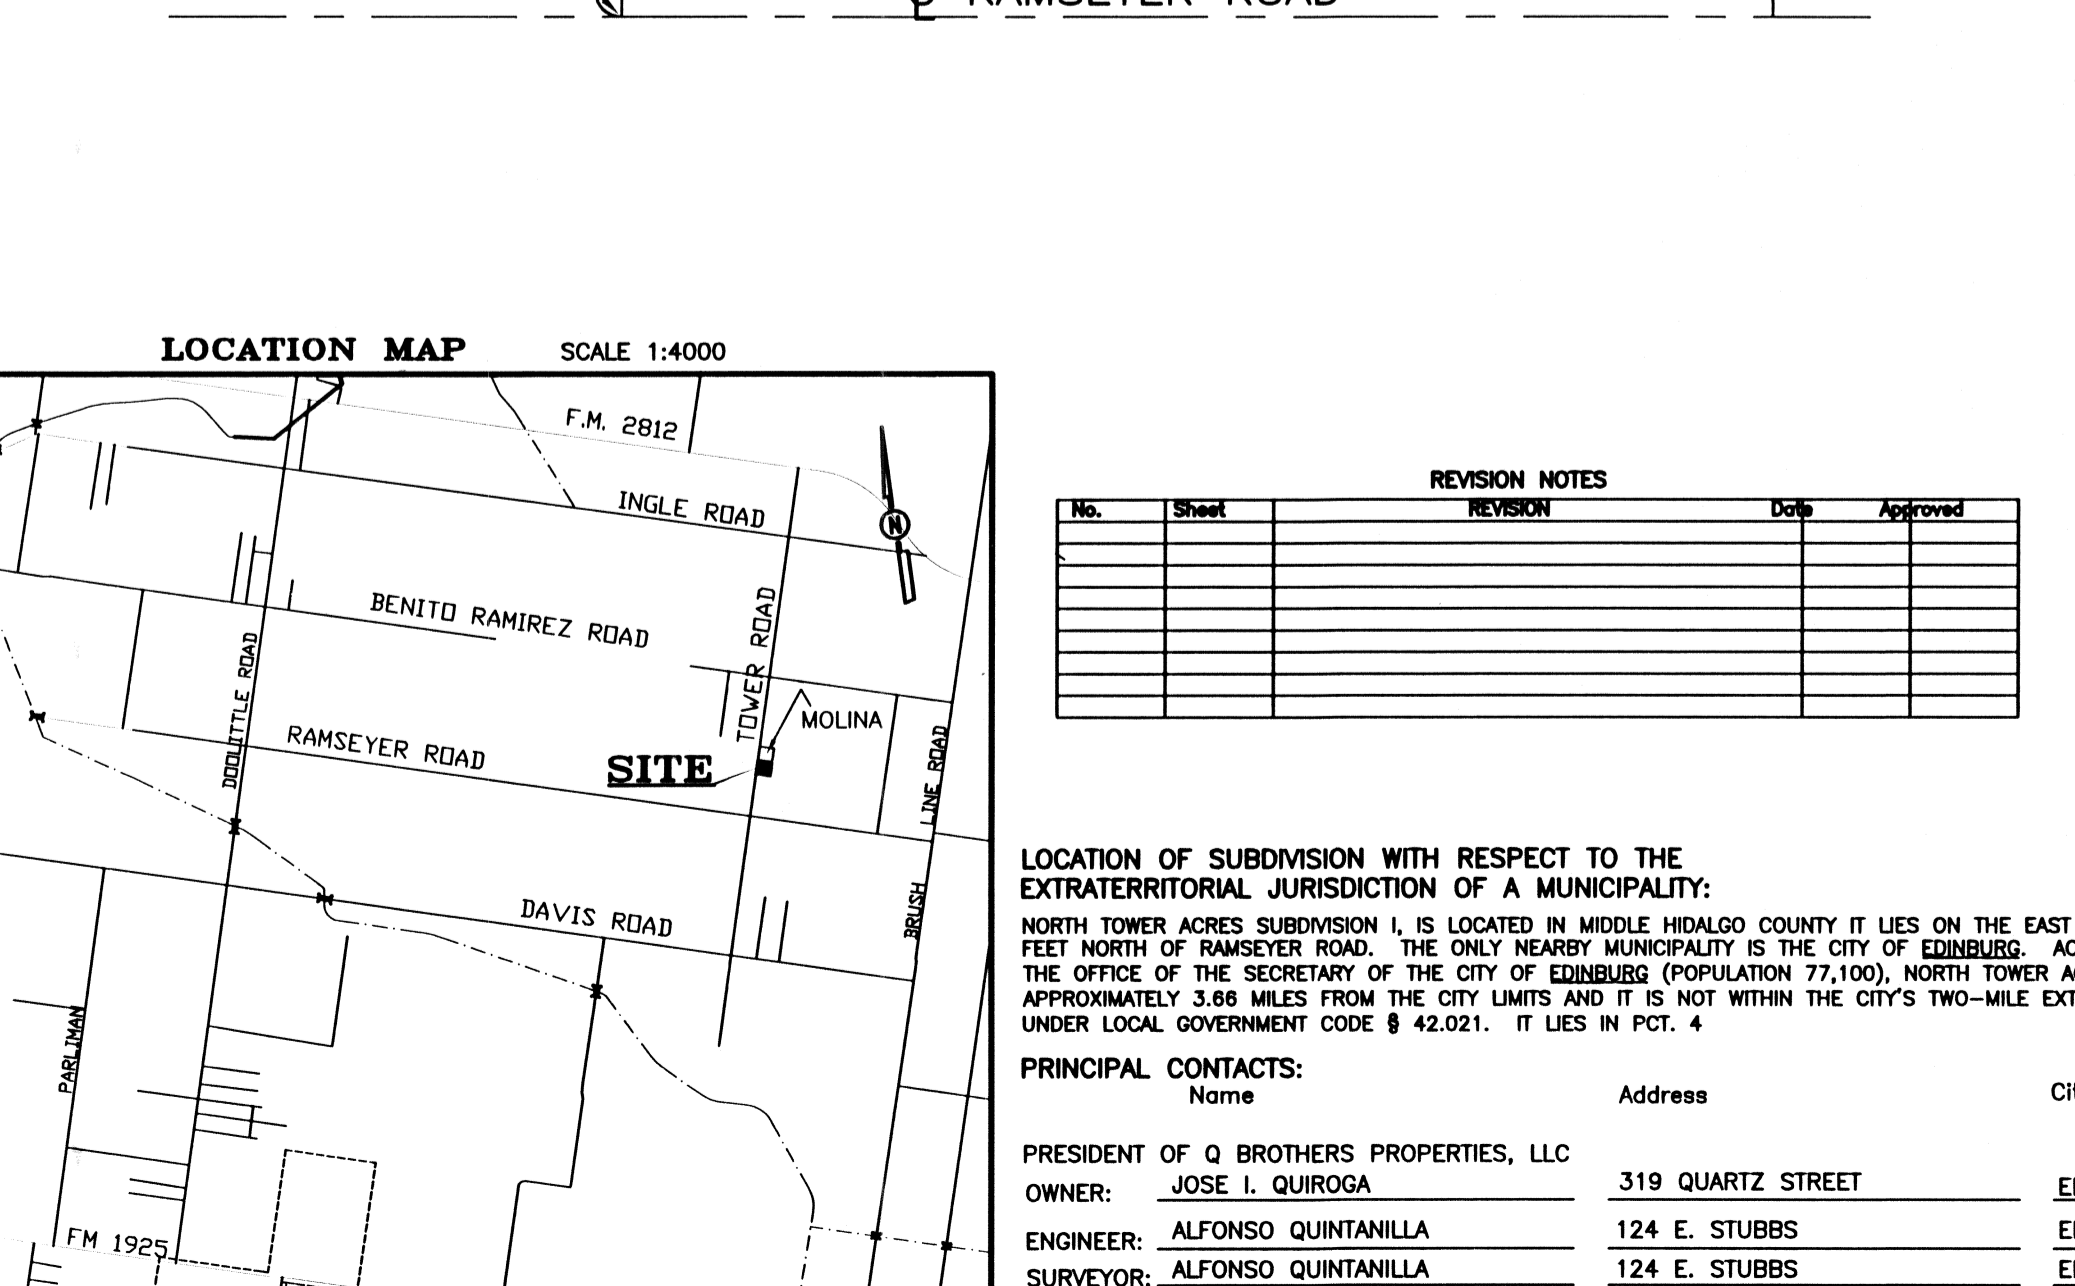 RAMSEYER ROAD
LOCATION MAP
SCALE 1:4000
F.M. 2812
INGLE ROAD
N
BENITO RAMIREZ ROAD
TOWER ROAD
DOOLITTLE ROAD
MOLINA
RAMSEYER ROAD
SITE
LINE ROAD
BRUSH
DAVIS ROAD
PARLIMAN
FM 1925
REVISION NOTES
No. Sheet REVISION Date Approved
LOCATION OF SUBDIVISION WITH RESPECT TO THE
EXTRATERRITORIAL JURISDICTION OF A MUNICIPALITY:
NORTH TOWER ACRES SUBDIVISION I, IS LOCATED IN MIDDLE HIDALGO COUNTY IT LIES ON THE EAST
FEET NORTH OF RAMSEYER ROAD. THE ONLY NEARBY MUNICIPALITY IS THE CITY OF EDINBURG.
THE OFFICE OF THE SECRETARY OF THE CITY OF EDINBURG (POPULATION 77,100), NORTH TOWER
APPROXIMATELY 3.66 MILES FROM THE CITY LIMITS AND IT IS NOT WITHIN THE CITY'S TWO-MILE
UNDER LOCAL GOVERNMENT CODE § 42.021. IT LIES IN PCT. 4
PRINCIPAL CONTACTS:
Name Address
PRESIDENT OF Q BROTHERS PROPERTIES, LLC
OWNER: JOSE I. QUIROGA 319 QUARTZ STREET
ENGINEER: ALFONSO QUINTANILLA 124 E. STUBBS
SURVEYOR: ALFONSO QUINTANILLA 124 E. STUBBS